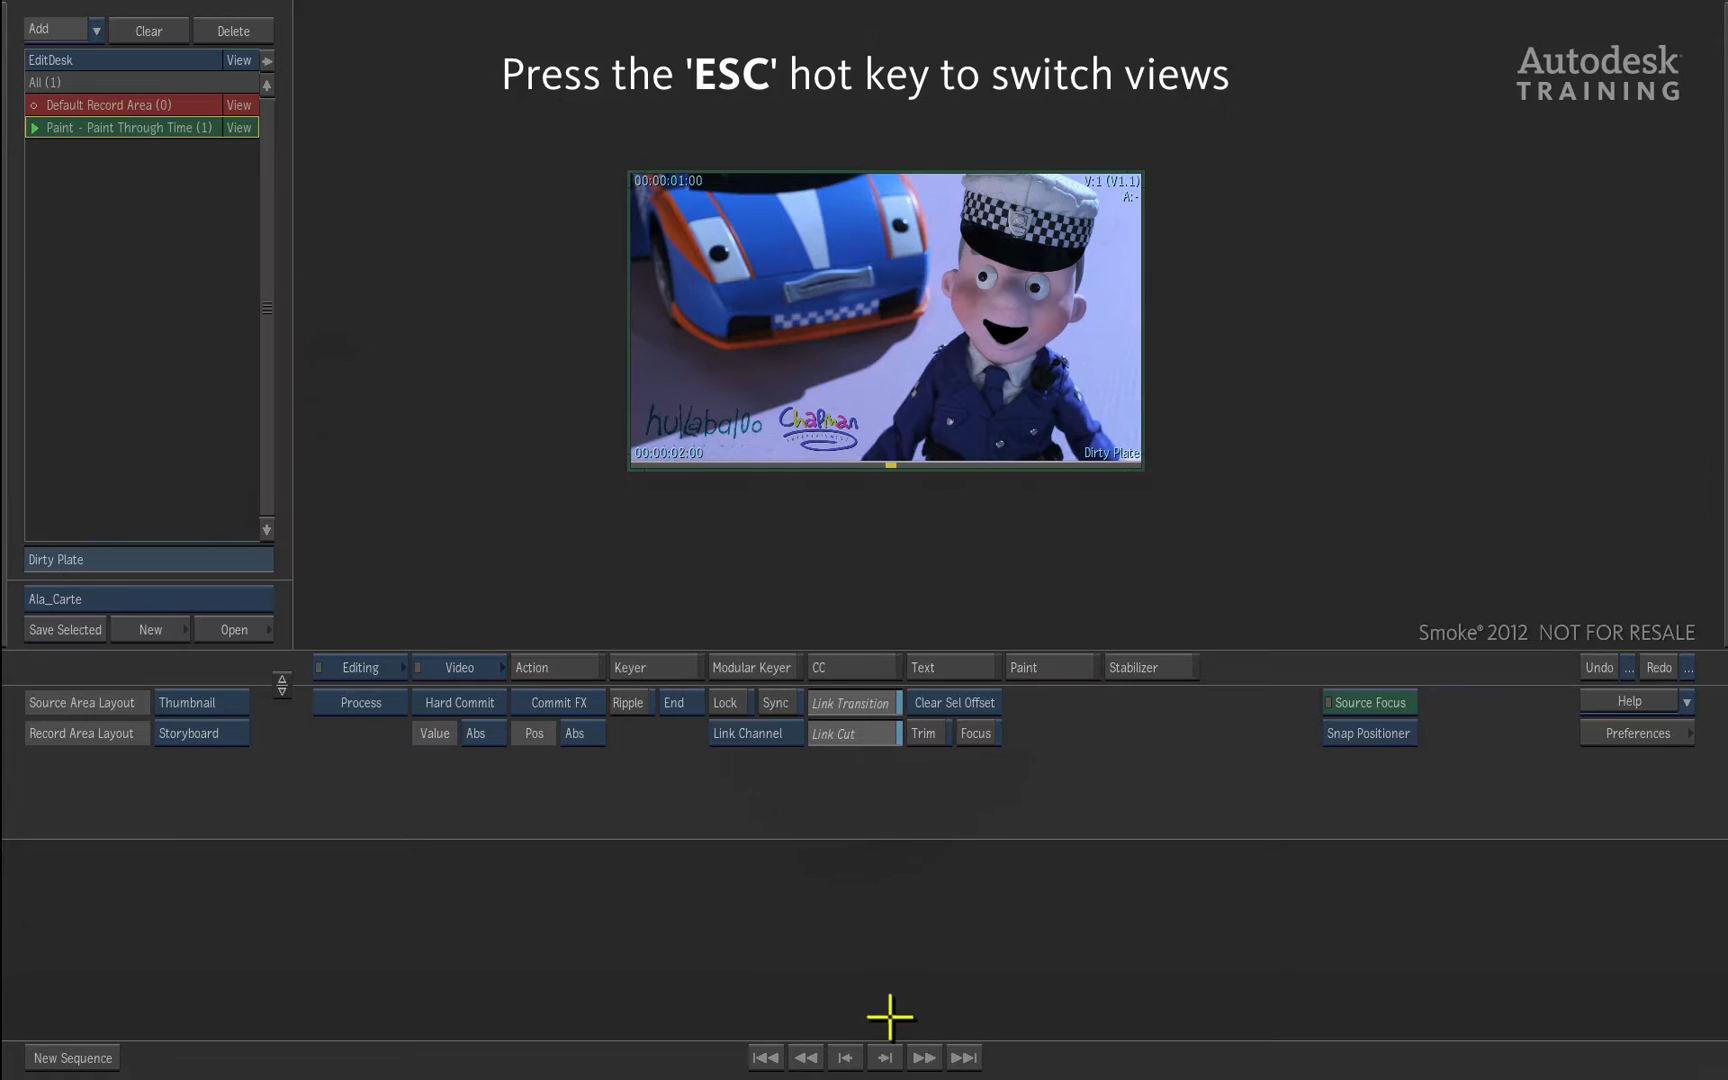 Add
Clear
Delete
Press the 'ESC' hot key to switch views
Autodesk
TRAINING
EditDesk View
All (1)
Default Record Area (0) View
Paint - Paint Through Time (1) View
00:00:01:00
V:1 (V1.1)
A:-
hullabaloo
Chapman
ENTERTAINMENT
00:00:02:00
Dirty Plate
Dirty Plate
Ala_Carte
Save Selected New Open
Smoke® 2012 NOT FOR RESALE
Editing Video Action Keyer Modular Keyer CC Text Paint Stabilizer Undo ... Redo ...
Source Area Layout Thumbnail Process Hard Commit Commit FX Ripple End Lock Sync Link Transition Clear Sel Offset Source Focus Help
Record Area Layout Storyboard Value Abs Pos Abs Link Channel Link Cut Trim Focus Snap Positioner Preferences
New Sequence